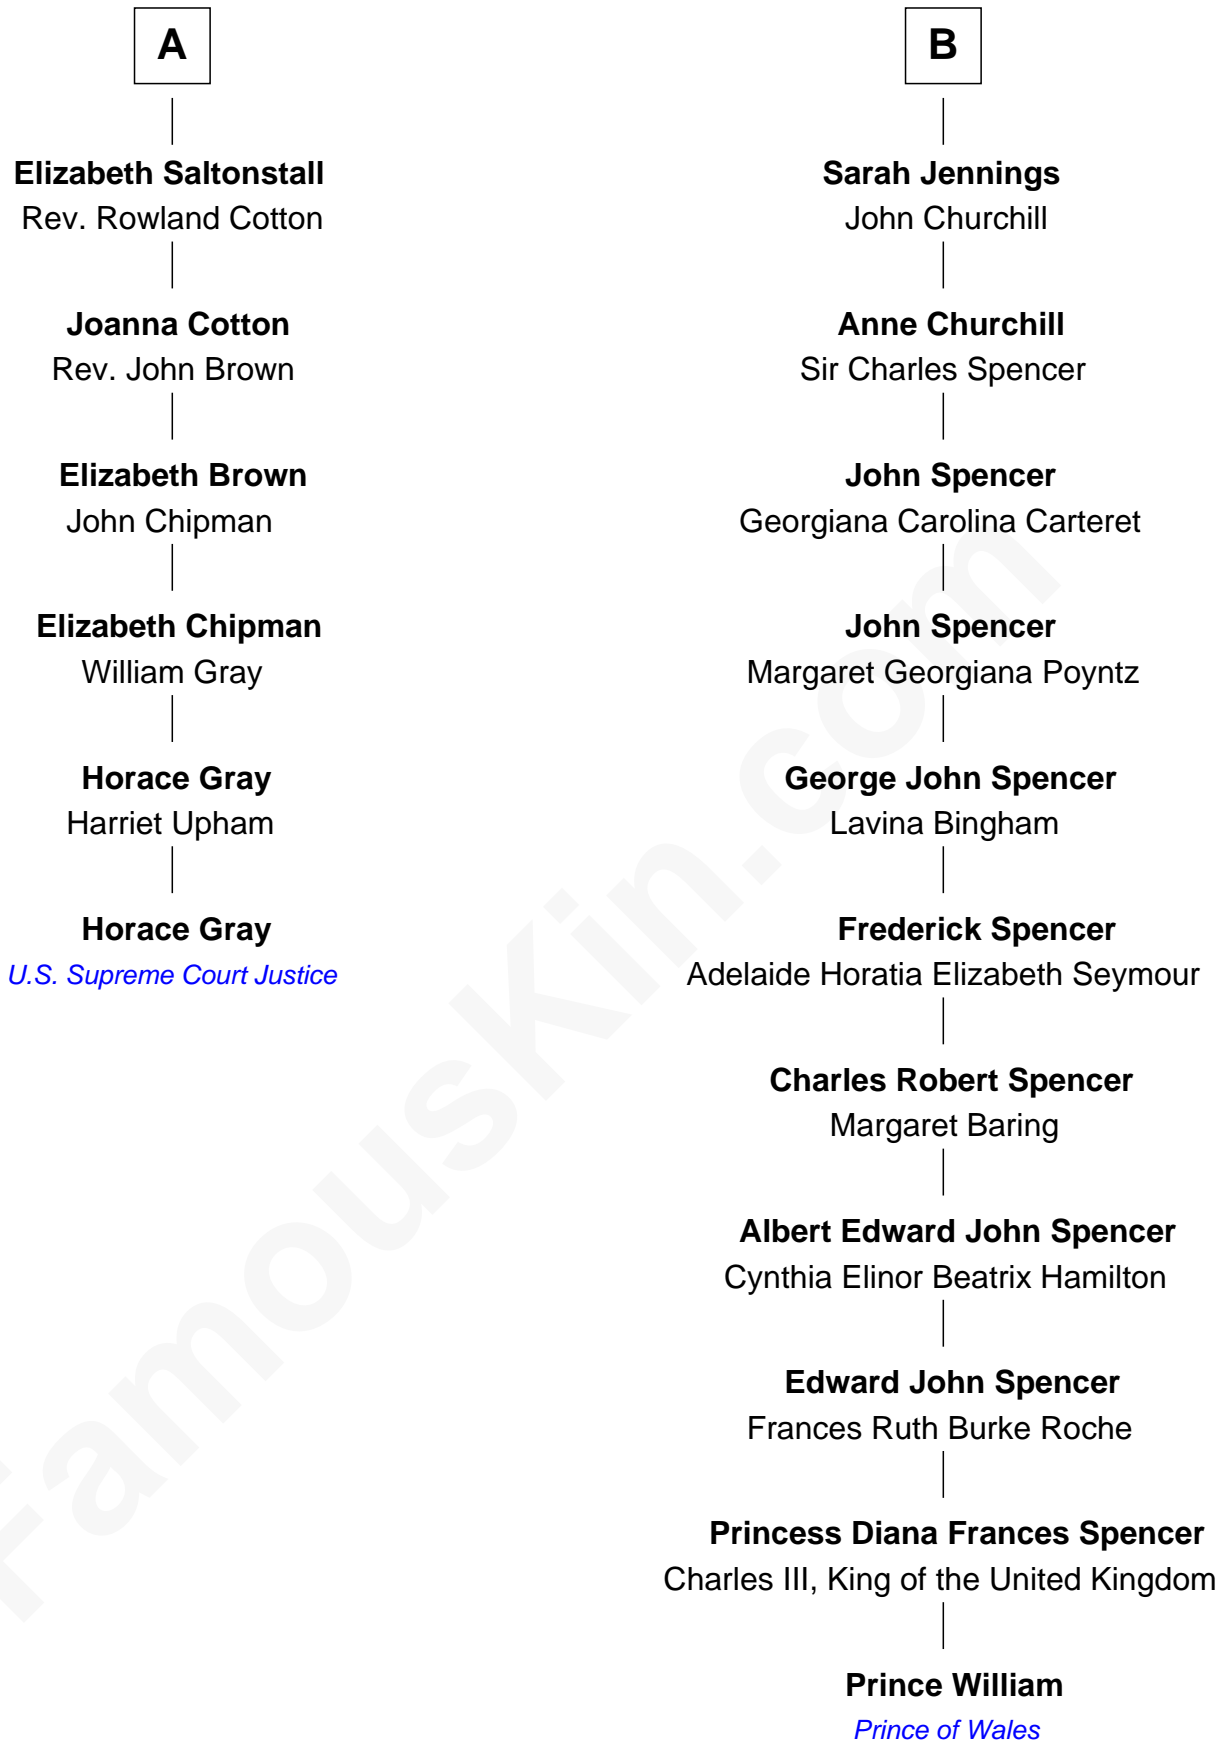 A
Elizabeth Saltonstall
Rev. Rowland Cotton
Joanna Cotton
Rev. John Brown
Elizabeth Brown
John Chipman
Elizabeth Chipman
William Gray
Horace Gray
Harriet Upham
Horace Gray
U.S. Supreme Court Justice
B
Sarah Jennings
John Churchill
Anne Churchill
Sir Charles Spencer
John Spencer
Georgiana Carolina Carteret
John Spencer
Margaret Georgiana Poyntz
George John Spencer
Lavina Bingham
Frederick Spencer
Adelaide Horatia Elizabeth Seymour
Charles Robert Spencer
Margaret Baring
Albert Edward John Spencer
Cynthia Elinor Beatrix Hamilton
Edward John Spencer
Frances Ruth Burke Roche
Princess Diana Frances Spencer
Charles III, King of the United Kingdom
Prince William
Prince of Wales
FamousKin.com